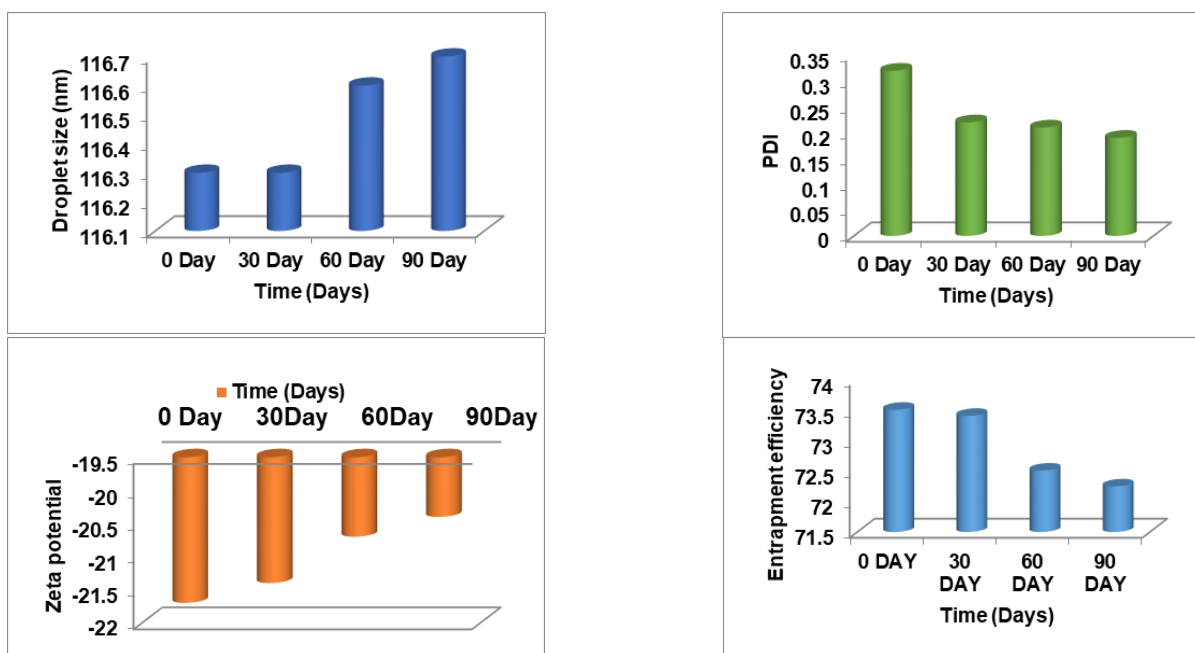 Droplet size (nm)
116.7
116.6
116.5
116.4
116.3
116.2
116.1
0 Day 30 Day 60 Day 90 Day
Time (Days)
PDI
0.35
0.3
0.25
0.2
0.15
0.1
0.05
0
0 Day 30 Day 60 Day 90 Day
Time (Days)
Time (Days)
0 Day 30Day 60Day 90Day
Zeta potential
-19.5
-20
-20.5
-21
-21.5
-22
Entrapment efficiency
74
73.5
73
72.5
72
71.5
0 DAY 30 60 90
DAY DAY DAY
Time (Days)